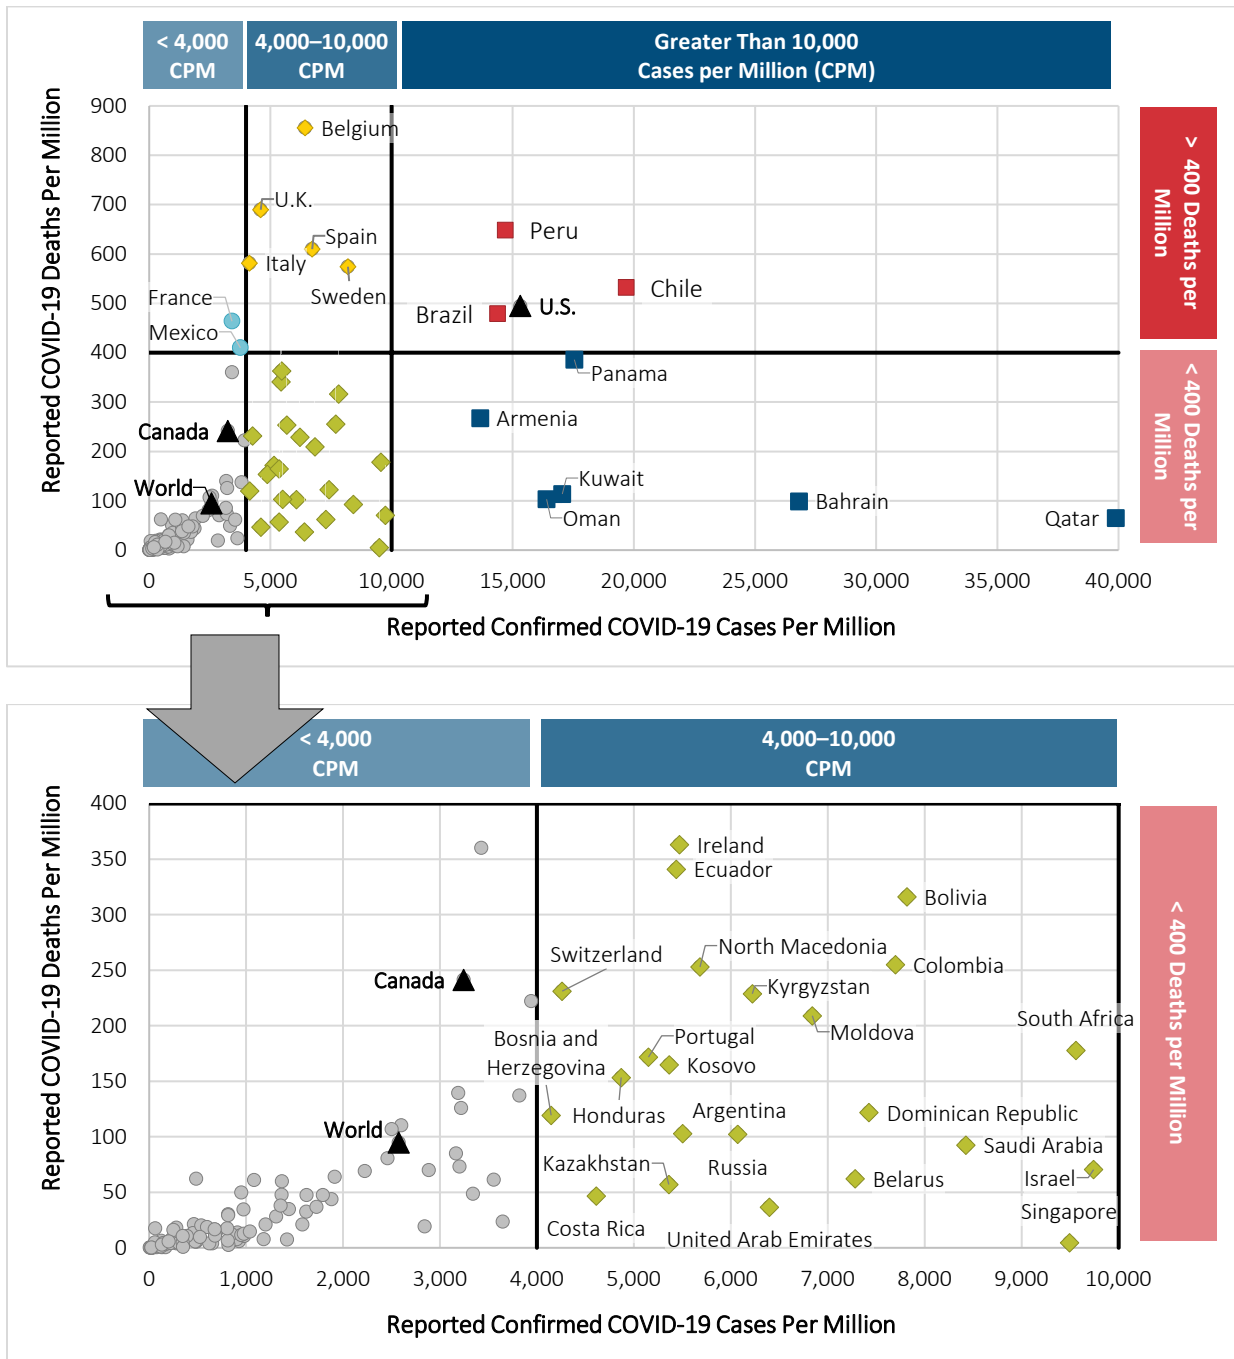 < 4,000
CPM
4,000–10,000
CPM
Greater Than 10,000
Cases per Million (CPM)
Reported COVID-19 Deaths Per Million
900
800
700
600
500
400
300
200
100
0
Belgium
U.K.
Spain
Italy
Sweden
France
Mexico
Peru
Chile
Brazil
U.S.
Panama
Canada
Armenia
World
Kuwait
Oman
Bahrain
Qatar
> 400 Deaths per
Million
< 400 Deaths per
Million
0
5,000
10,000
15,000
20,000
25,000
30,000
35,000
40,000
Reported Confirmed COVID-19 Cases Per Million
< 4,000
CPM
4,000–10,000
CPM
Reported COVID-19 Deaths Per Million
400
350
300
250
200
150
100
50
0
Ireland
Ecuador
Bolivia
Switzerland
North Macedonia
Colombia
Canada
Kyrgyzstan
South Africa
Bosnia and
Herzegovina
Portugal
Moldova
Kosovo
Honduras
Argentina
Dominican Republic
World
Saudi Arabia
Kazakhstan
Russia
Belarus
Israel
Costa Rica
United Arab Emirates
Singapore
< 400 Deaths per Million
0
1,000
2,000
3,000
4,000
5,000
6,000
7,000
8,000
9,000
10,000
Reported Confirmed COVID-19 Cases Per Million